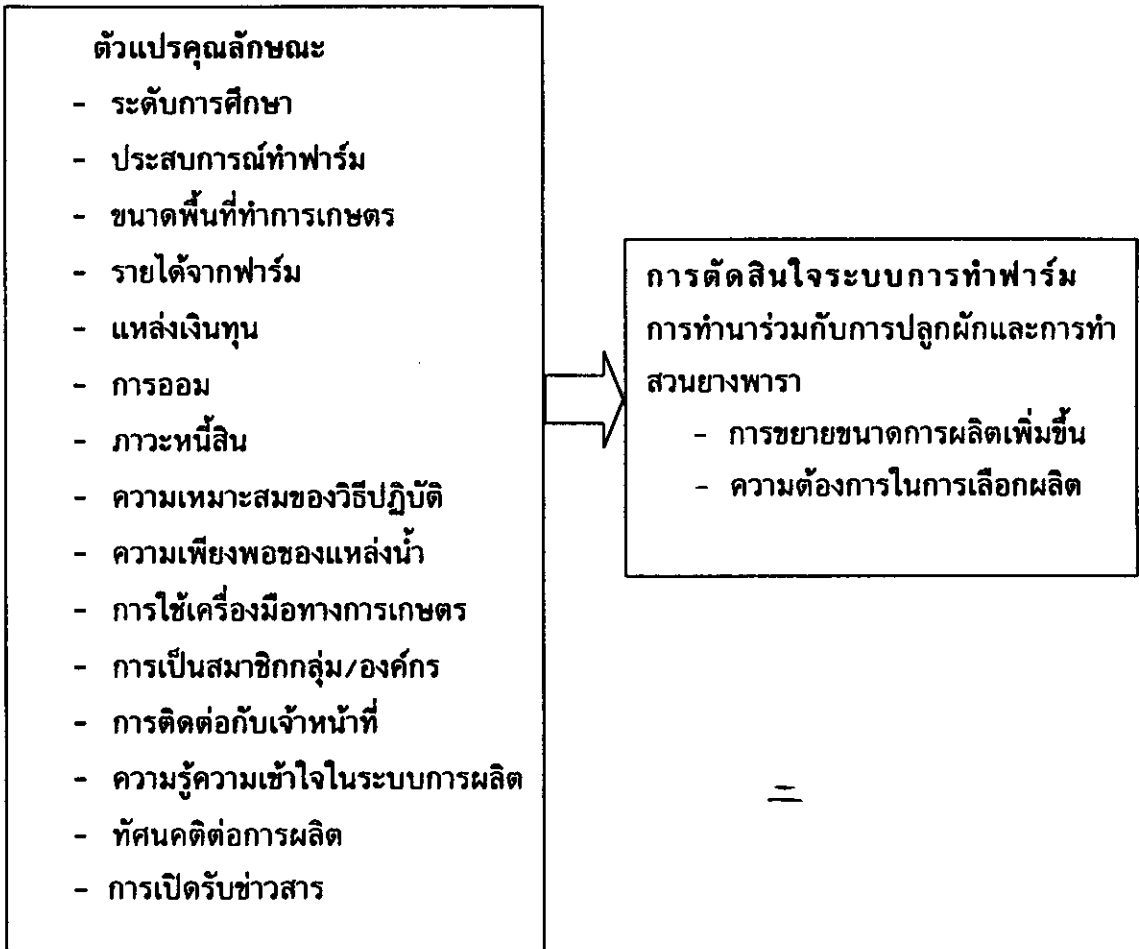 ตัวแปรคุณลักษณะ
- ระดับการศึกษา
- ประสบการณ์ทำฟาร์ม
- ขนาดพื้นที่ทำการเกษตร
- รายได้จากฟาร์ม
- แหล่งเงินทุน
- การออม
- ภาวะหนี้สิน
- ความเหมาะสมของวิธีปฏิบัติ
- ความเพียงพอของแหล่งน้ำ
- การใช้เครื่องมือทางการเกษตร
- การเป็นสมาชิกกลุ่ม/องค์กร
- การติดต่อกับเจ้าหน้าที่
- ความรู้ความเข้าใจในระบบการผลิต
- ทัศนคติต่อการผลิต
- การเปิดรับข่าวสาร
การตัดสินใจระบบการทำฟาร์ม
การทำนาร่วมกับการปลูกผักและการทำ
สวนยางพารา
- การขยายขนาดการผลิตเพิ่มขึ้น
- ความต้องการในการเลือกผลิต